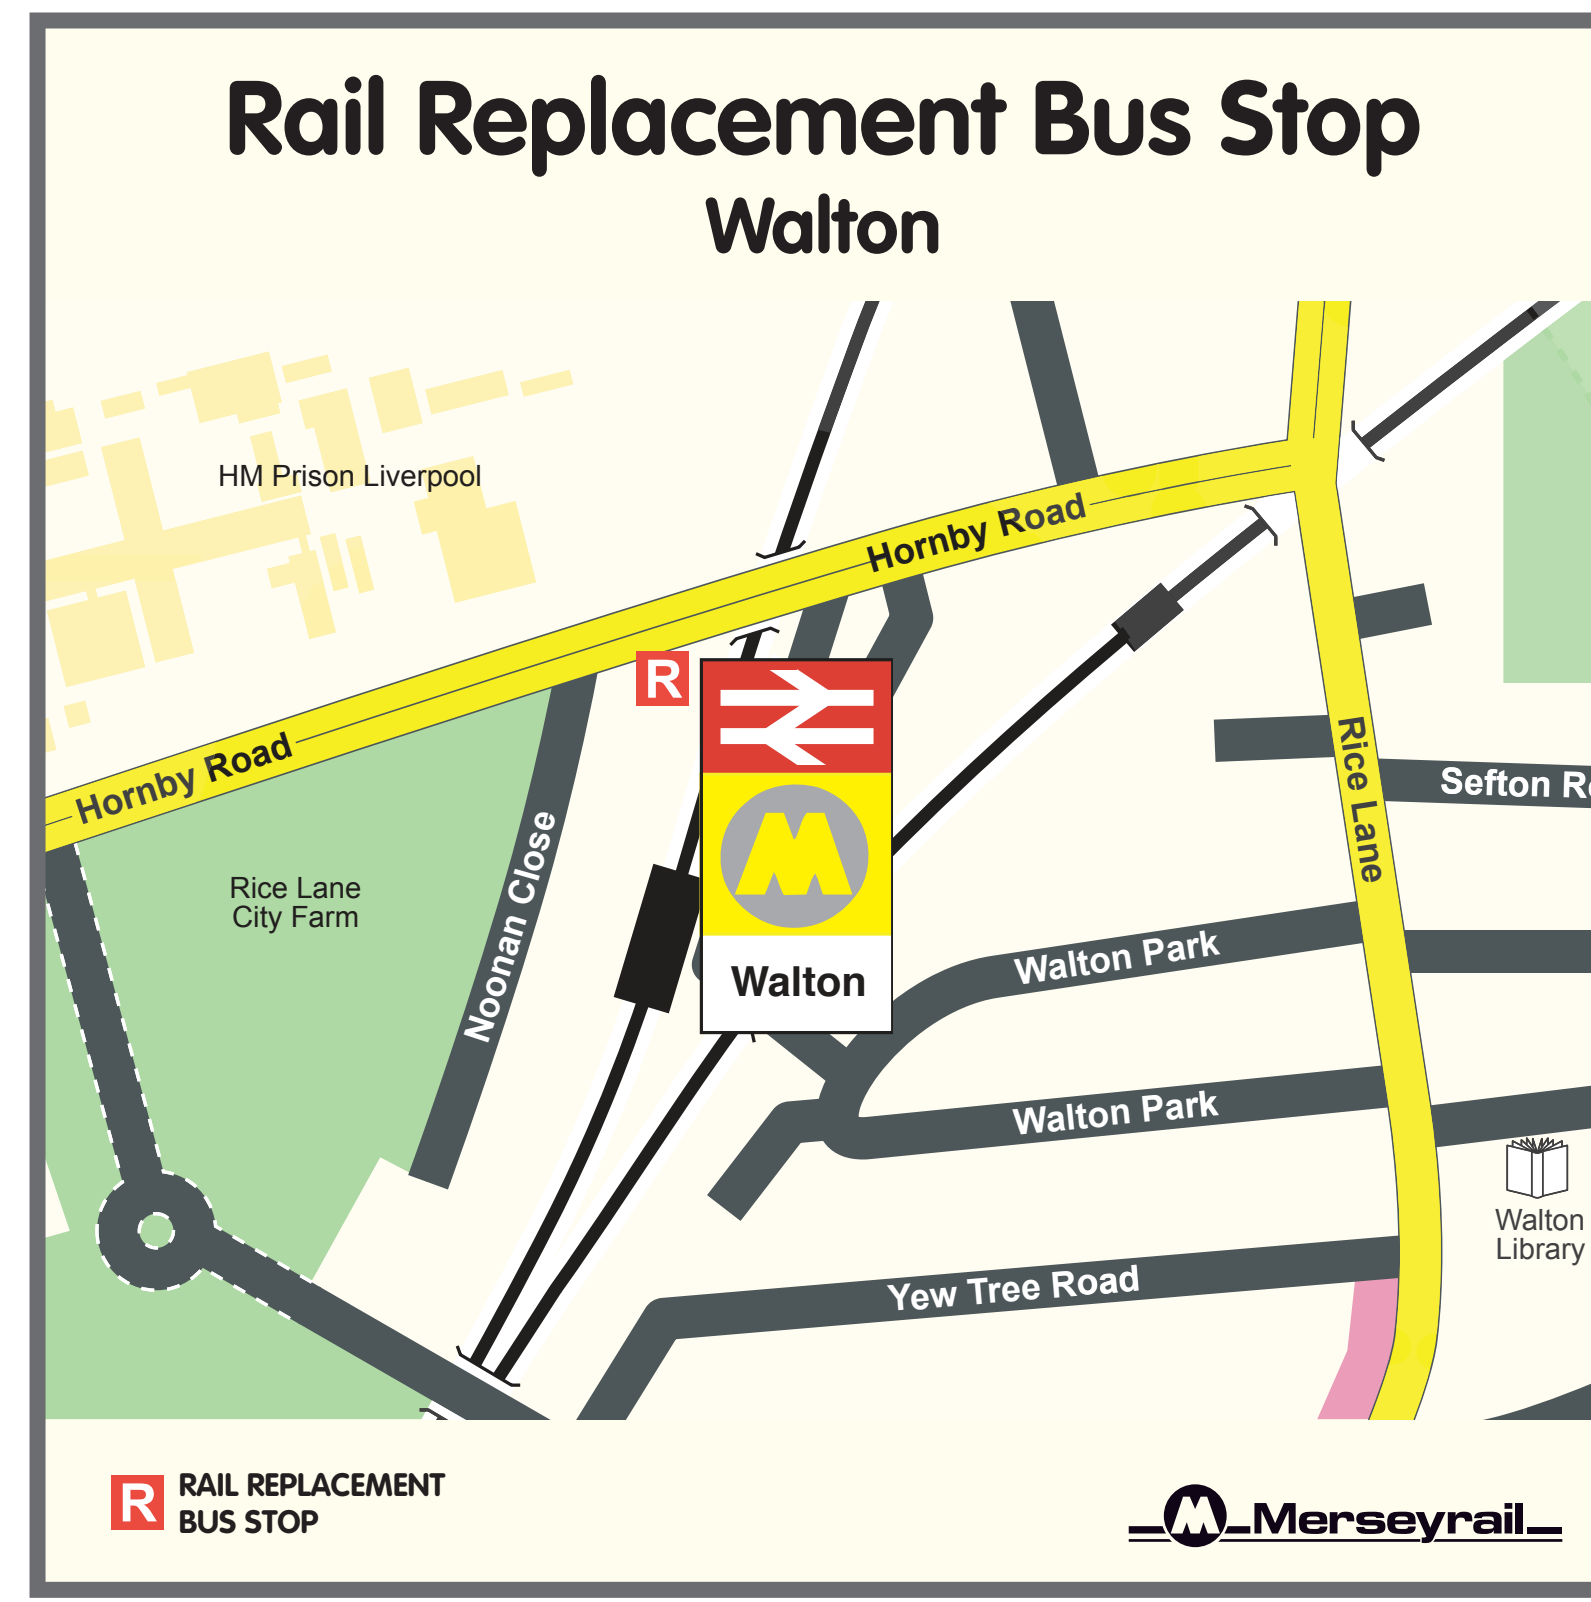 Rail Replacement Bus Stop
Walton
HM Prison Liverpool
Hornby Road
R
Hornby Road
Rice Lane
Sefton R
Rice Lane
City Farm
Noonan Close
Walton
Walton Park
Walton Park
Walton
Library
Yew Tree Road
R RAIL REPLACEMENT
BUS STOP
Merseyrail